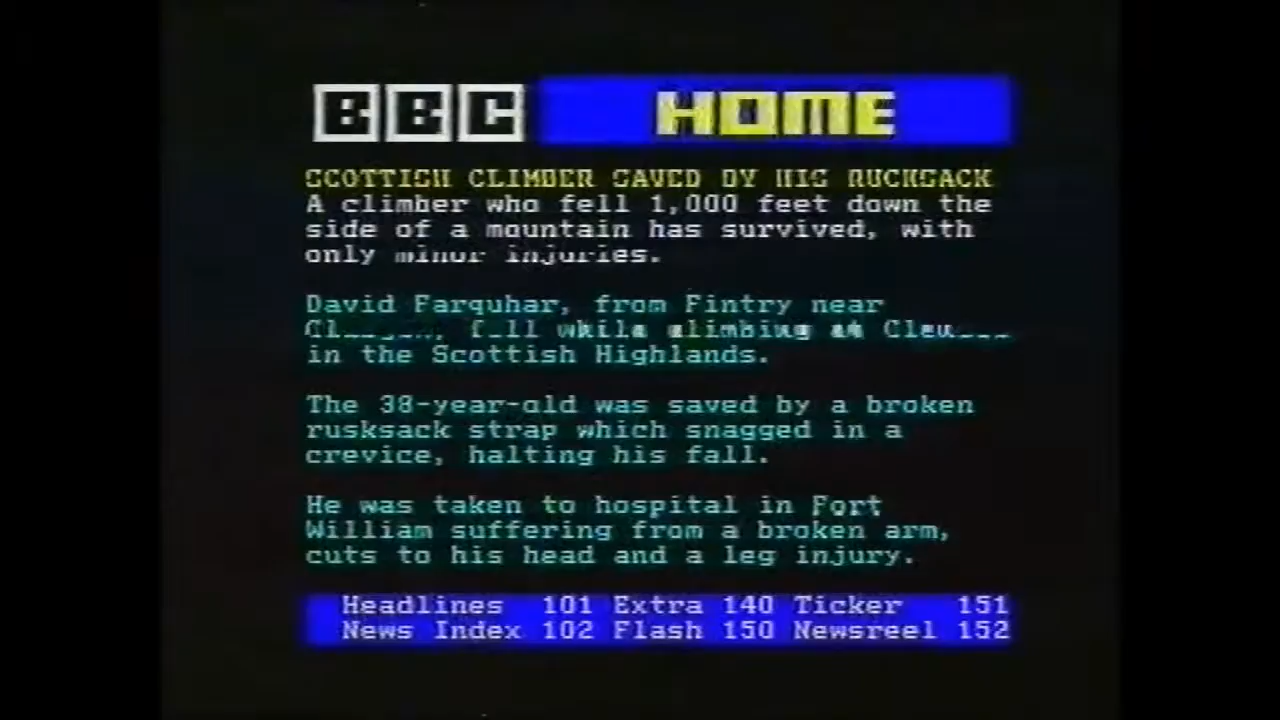 BBC HOME
SCOTTISH CLIMBER SAVED BY HIS RUCKSACK
A climber who fell 1,000 feet down the
side of a mountain has survived, with
only minor injuries.
David Farquhar, from Fintry near
fell while climbing at
in the Scottish Highlands.
The 38-year-old was saved by a broken
rusksack strap which snagged in a
crevice, halting his fall.
He was taken to hospital in Fort
William suffering from a broken arm,
cuts to his head and a leg injury.
Headlines 101 Extra 140 Ticker 151
News Index 102 Flash 150 Newsreel 152